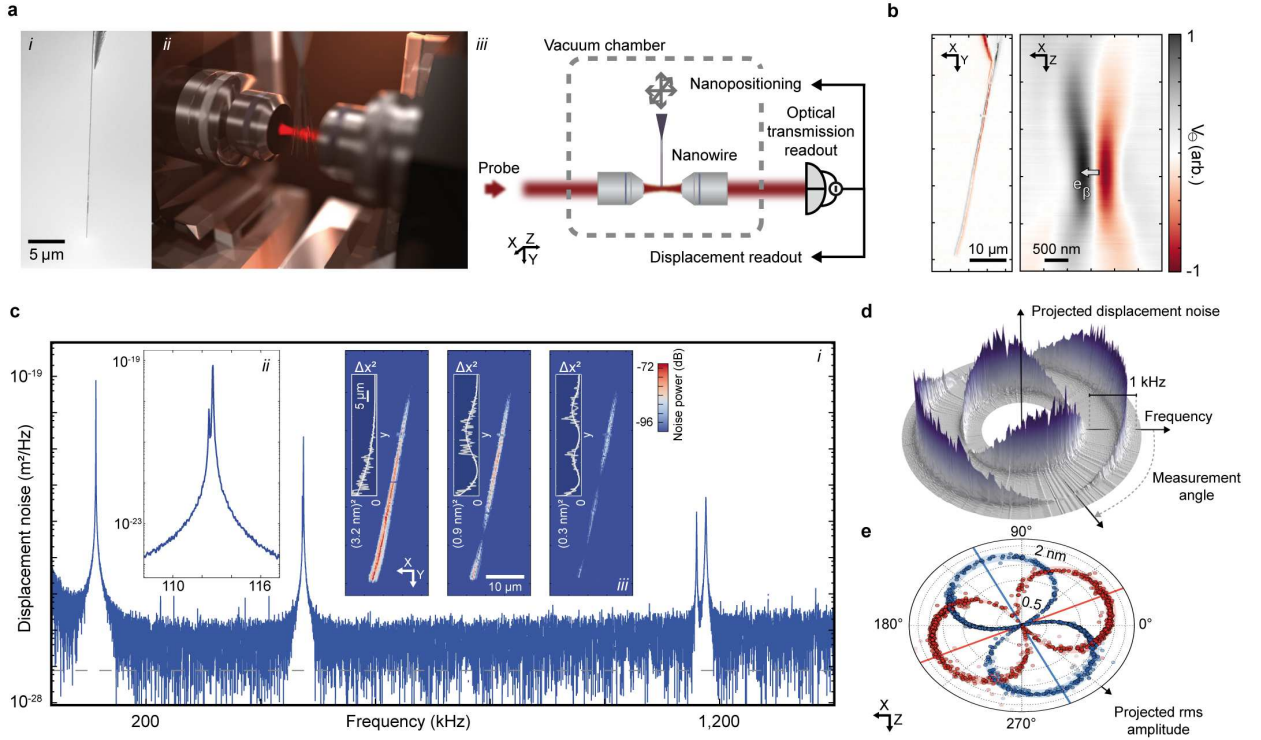 a
i
5 µm
ii
iii
Vacuum chamber
Nanopositioning
Optical
transmission
readout
Nanowire
Probe
X Z
Y
Displacement readout
b
X
Y
10 µm
X
Z
eβ
500 nm
1
V⊖ (arb.)
-1
c
i
Displacement noise (m²/Hz)
10⁻¹⁹
10⁻²⁸
200
Frequency (kHz)
1,200
ii
10⁻¹⁹
10⁻²³
110
116
Δx²
5 µm
y
0
(3.2 nm)²
X
Y
Δx²
y
0
(0.9 nm)²
10 µm
Δx²
y
0
(0.3 nm)²
iii
-72
-96
Noise power (dB)
d
Projected displacement noise
1 kHz
Frequency
Measurement
angle
e
90°
2 nm
0.5
180°
0°
270°
X
Z
Projected rms
amplitude